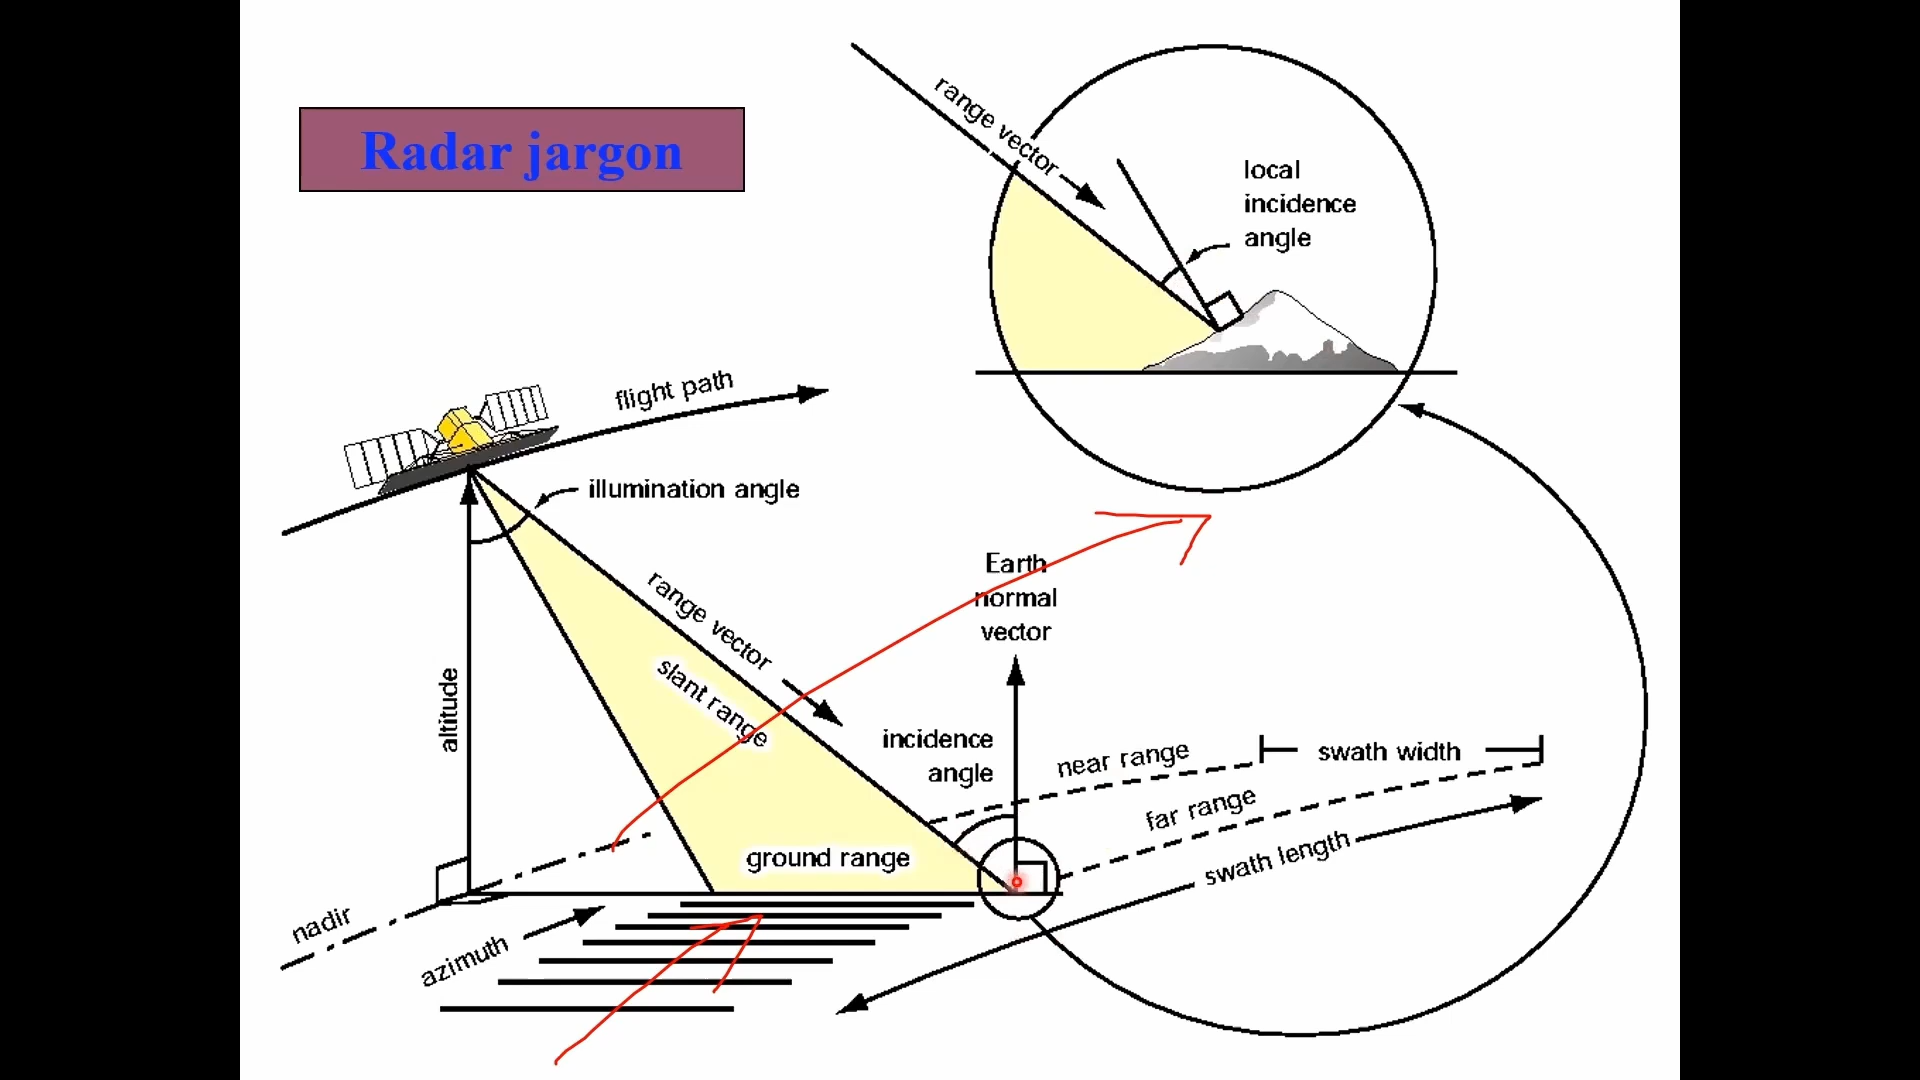 Radar jargon
range vector
local
incidence
angle
flight path
illumination angle
range vector
slant range
Earth
normal
vector
altitude
incidence
angle
near range
swath width
far range
swath length
ground range
nadir
azimuth